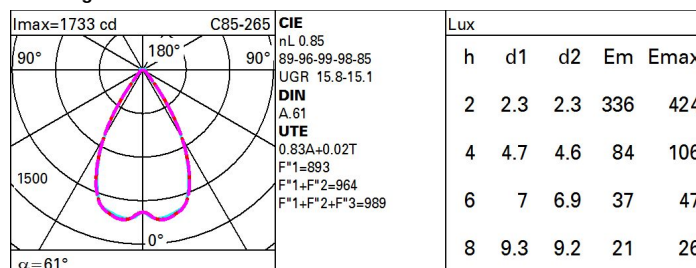 Imax=1733 cd C85-265
90° 180° 90°
1500
0°
α=61°
CIE
nL 0.85
89-96-99-98-85
UGR 15.8-15.1
DIN
A.61
UTE
0.83A+0.02T
F"1=893
F"1+F"2=964
F"1+F"2+F"3=989
Lux
h d1 d2 Em Emax
2 2.3 2.3 336 424
4 4.7 4.6 84 106
6 7 6.9 37 47
8 9.3 9.2 21 26